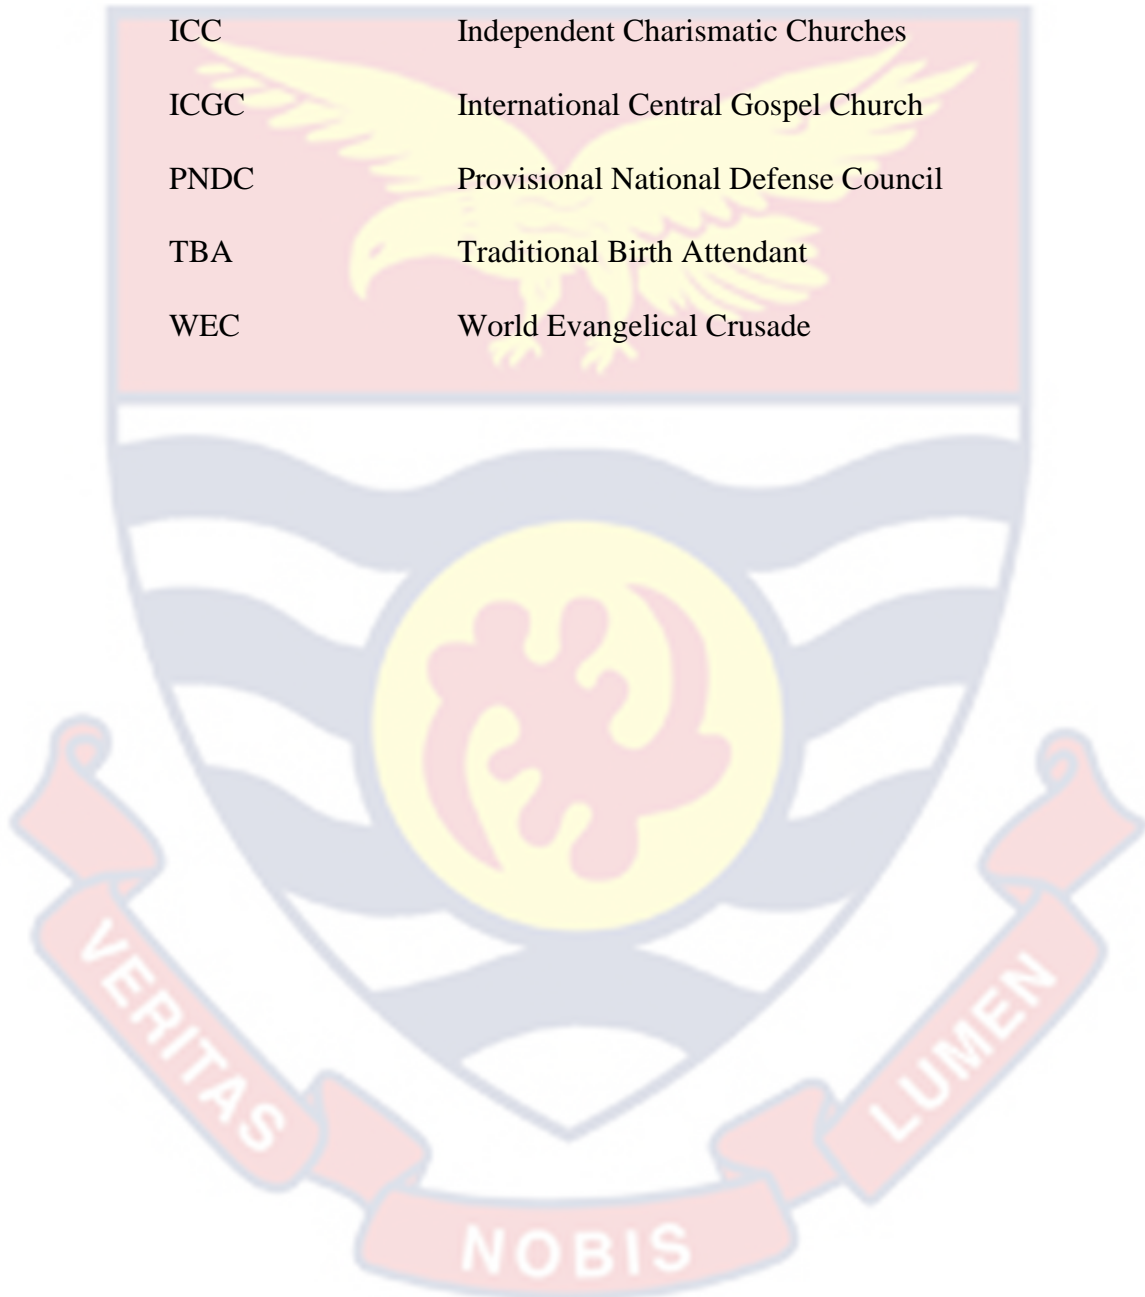 ICC Independent Charismatic Churches
ICGC International Central Gospel Church
PNDC Provisional National Defense Council
TBA Traditional Birth Attendant
WEC World Evangelical Crusade
VERITAS
NOBIS
LUMEN